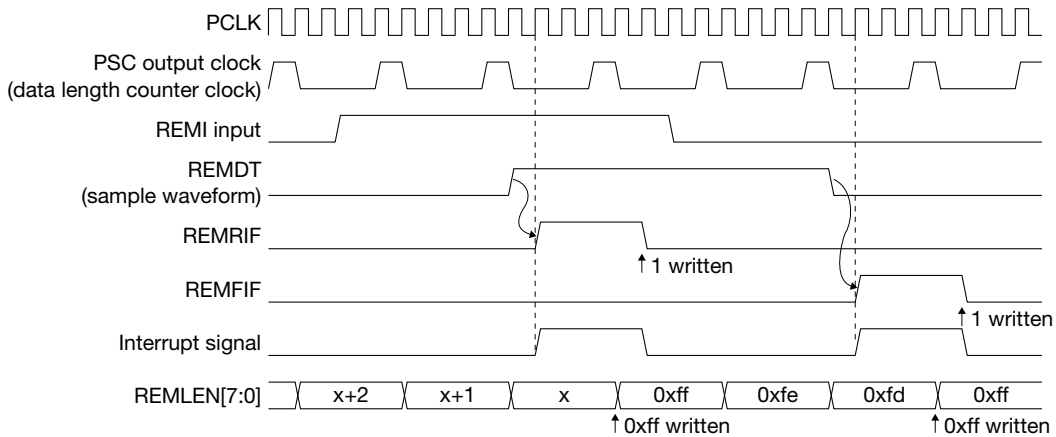 PCLK
PSC output clock
(data length counter clock)
REMI input
REMDT
(sample waveform)
REMRIF
↑ 1 written
REMFIF
↑ 1 written
Interrupt signal
REMLEN[7:0] x+2 x+1 x 0xff 0xfe 0xfd 0xff
↑ 0xff written ↑ 0xff written